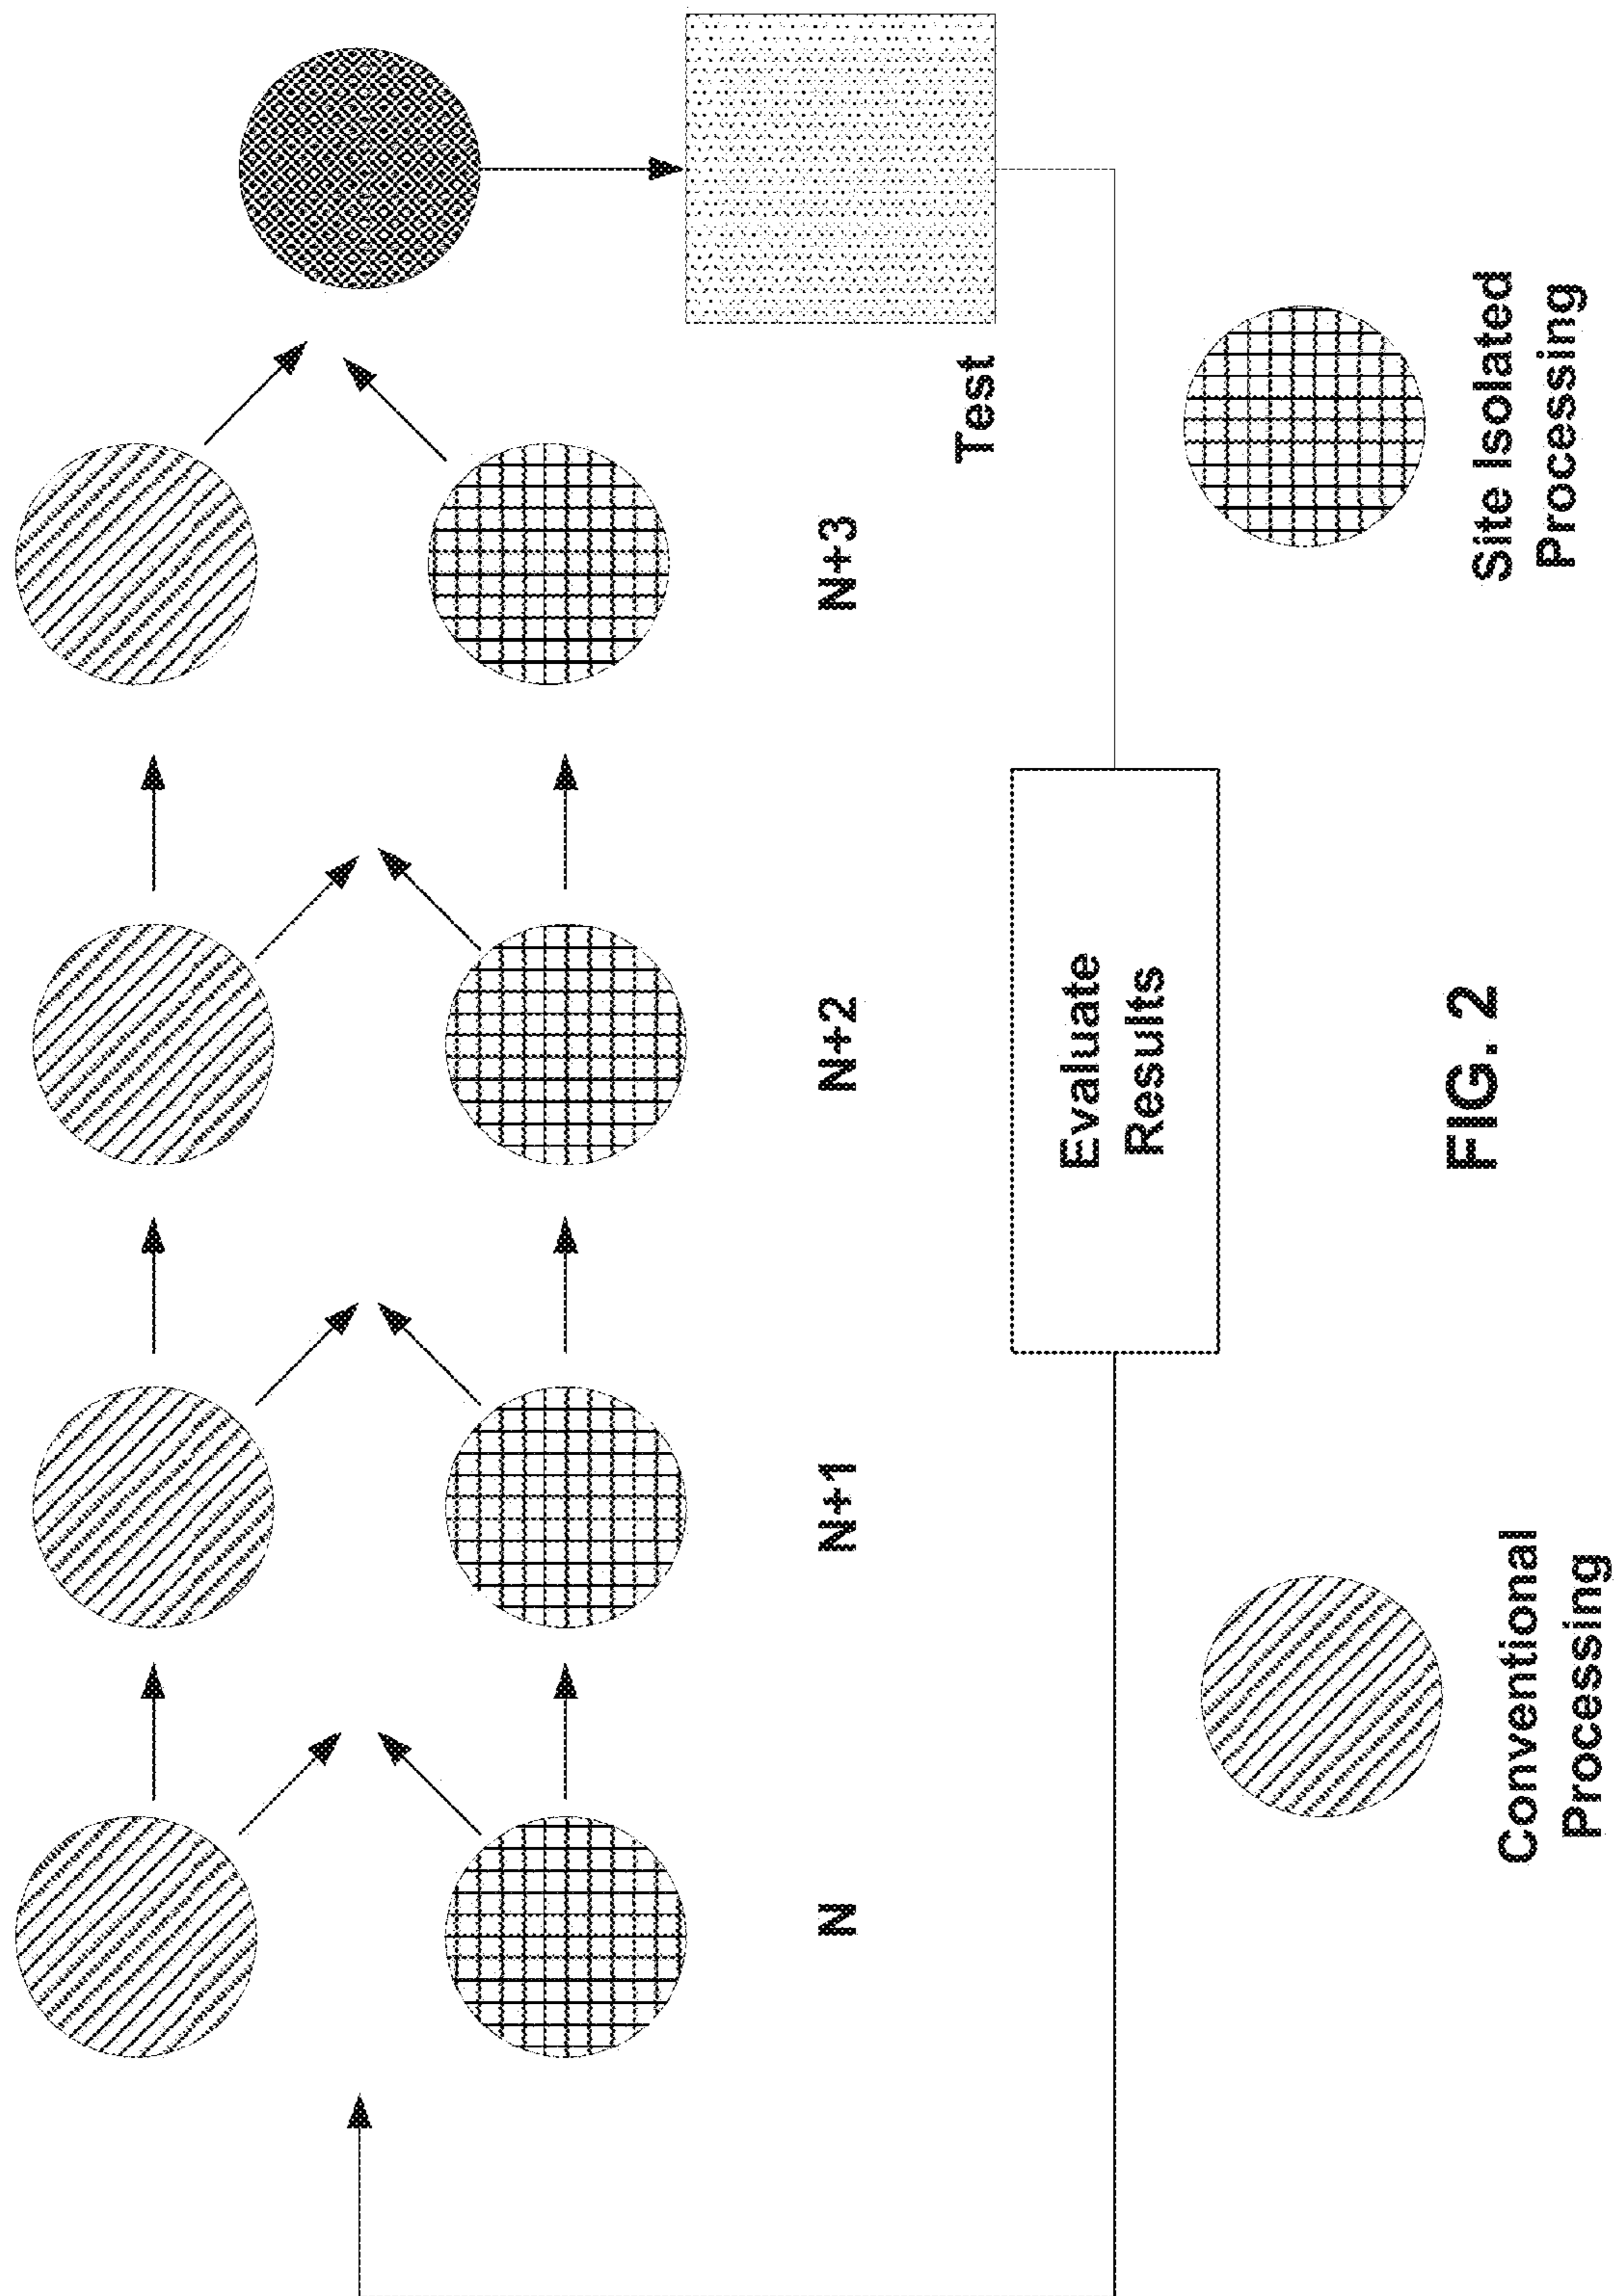 N
N+1
N+2
N+3
Test
Evaluate
Results
Conventional
Processing
Site Isolated
Processing
FIG. 2